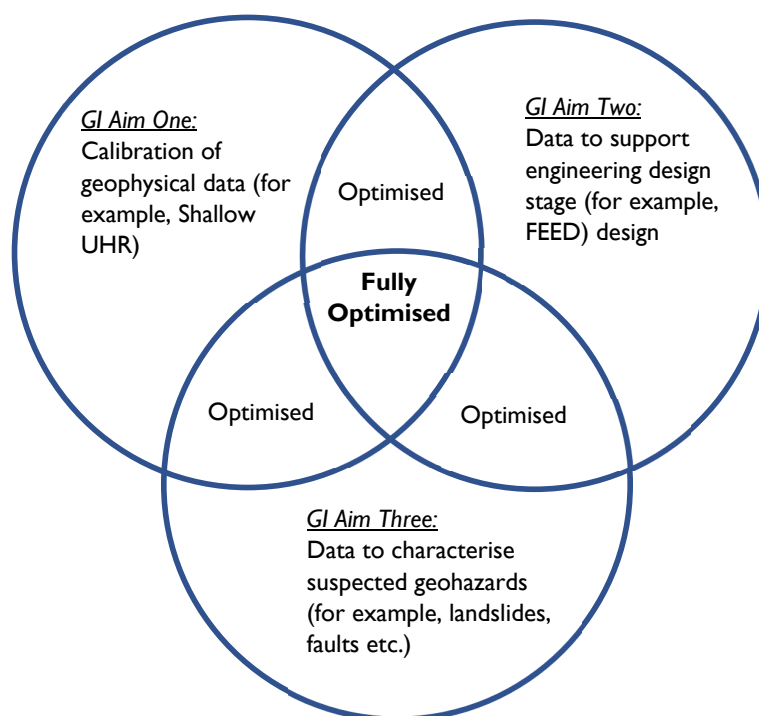 GI Aim One:
Calibration of
geophysical data (for
example, Shallow
UHR)
GI Aim Two:
Data to support
engineering design
stage (for example,
FEED) design
Optimised
Fully
Optimised
Optimised
Optimised
GI Aim Three:
Data to characterise
suspected geohazards
(for example, landslides,
faults etc.)